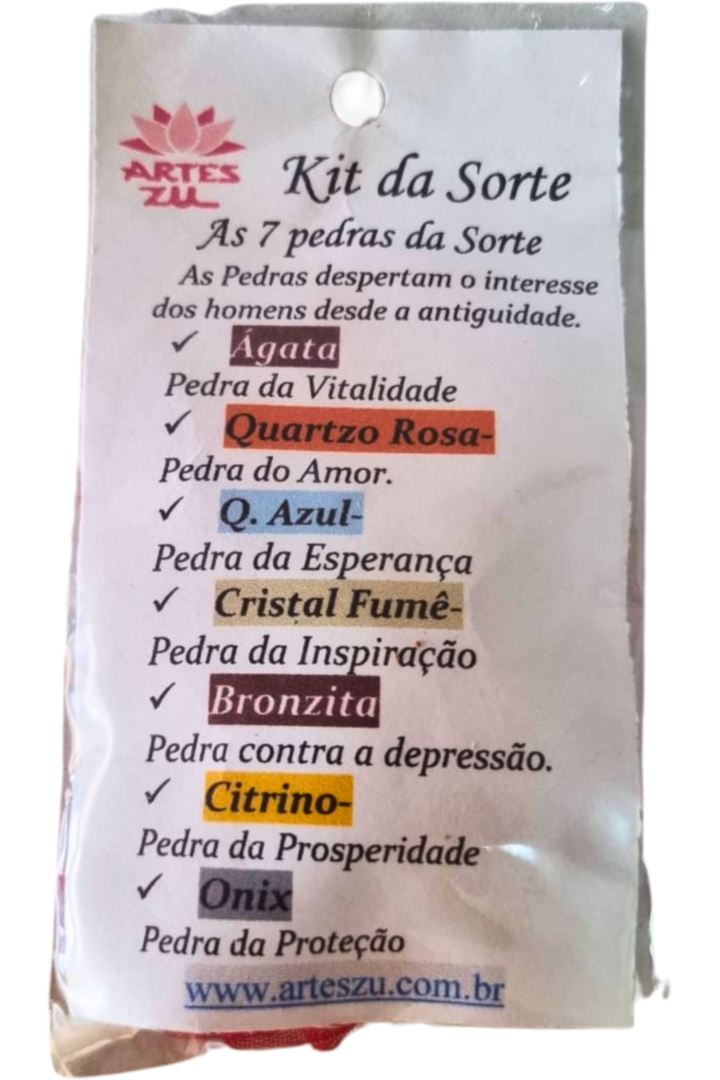 ARTES
ZU
Kit da Sorte
As 7 pedras da Sorte
As Pedras despertam o interesse
dos homens desde a antiguidade.
✓ Ágata
Pedra da Vitalidade
✓ Quartzo Rosa-
Pedra do Amor.
✓ Q. Azul-
Pedra da Esperança
✓ Cristal Fumê-
Pedra da Inspiração
✓ Bronzita
Pedra contra a depressão.
✓ Citrino-
Pedra da Prosperidade
✓ Onix
Pedra da Proteção
www.arteszu.com.br